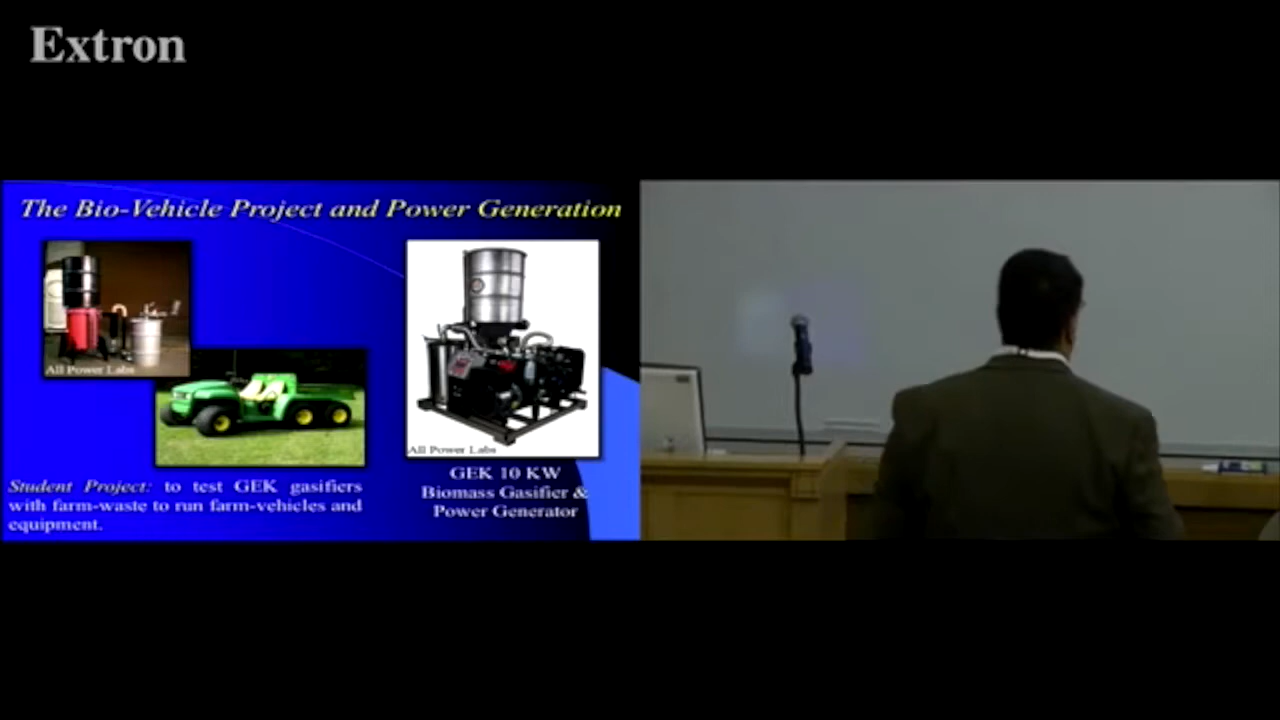 Extron
The Bio-Vehicle Project and Power Generation
All Power Labs
All Power Labs
GEK 10 KW
Biomass Gasifier &
Power Generator
Student Project: to test GEK gasifiers
with farm-waste to run farm-vehicles and
equipment.